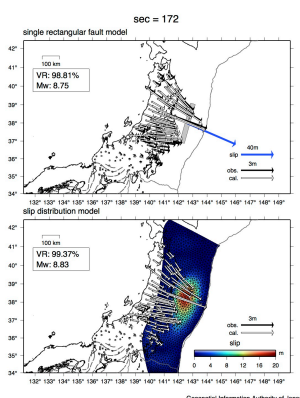 sec = 172
single rectangular fault model
42°
41°
40°
39°
38°
37°
36°
35°
34°
100 km
VR: 98.81%
Mw: 8.75
40m
slip
3m
obs.
cal.
132° 133° 134° 135° 136° 137° 138° 139° 140° 141° 142° 143° 144° 145° 146° 147° 148° 149°
slip distribution model
42°
41°
40°
39°
38°
37°
36°
35°
34°
100 km
VR: 99.37%
Mw: 8.83
3m
obs.
cal.
slip
m
0 4 8 12 16 20
132° 133° 134° 135° 136° 137° 138° 139° 140° 141° 142° 143° 144° 145° 146° 147° 148° 149°